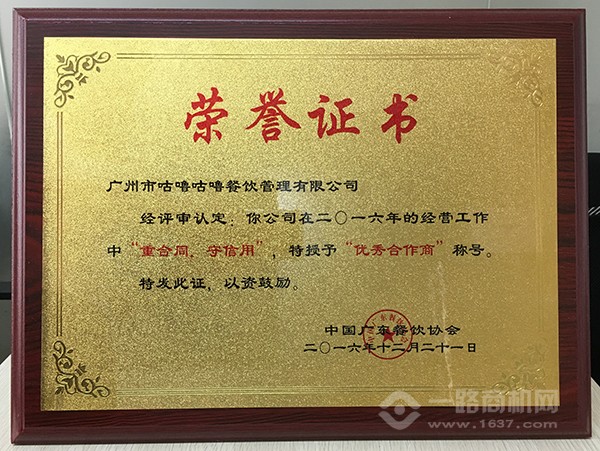 荣誉证书
广州市咕噜咕噜餐饮管理有限公司
经评审认定：你公司在二〇一六年的经营工作
中“重合同，守信用”，特授予“优秀合作商”称号。
特发此证，以资鼓励。
中国广东餐饮协会
二〇一六年十二月二十一日
一路商机网
www.1637.com